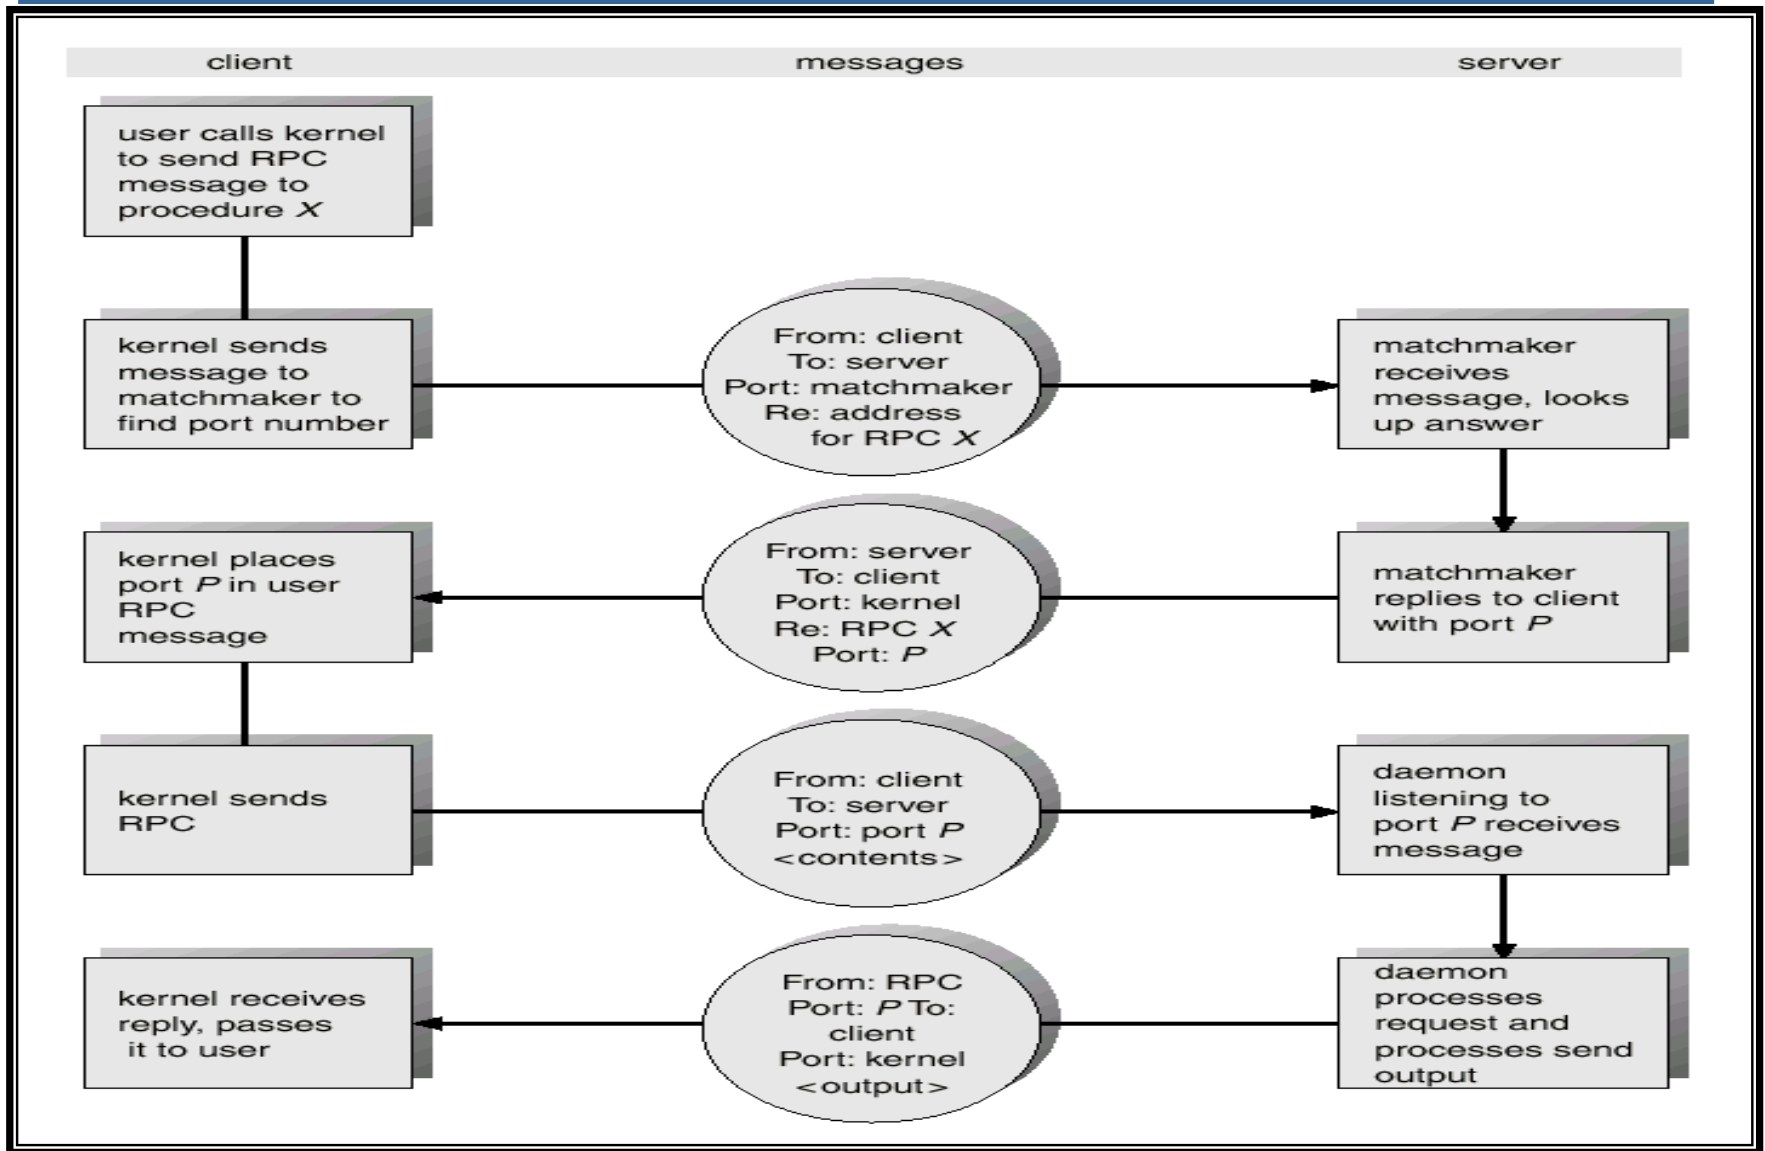 client
messages
server
user calls kernel
to send RPC
message to
procedure X
kernel sends
message to
matchmaker to
find port number
From: client
To: server
Port: matchmaker
Re: address
for RPC X
matchmaker
receives
message, looks
up answer
kernel places
port P in user
RPC
message
From: server
To: client
Port: kernel
Re: RPC X
Port: P
matchmaker
replies to client
with port P
kernel sends
RPC
From: client
To: server
Port: port P
<contents>
daemon
listening to
port P receives
message
kernel receives
reply, passes
it to user
From: RPC
Port: P To:
client
Port: kernel
<output>
daemon
processes
request and
processes send
output